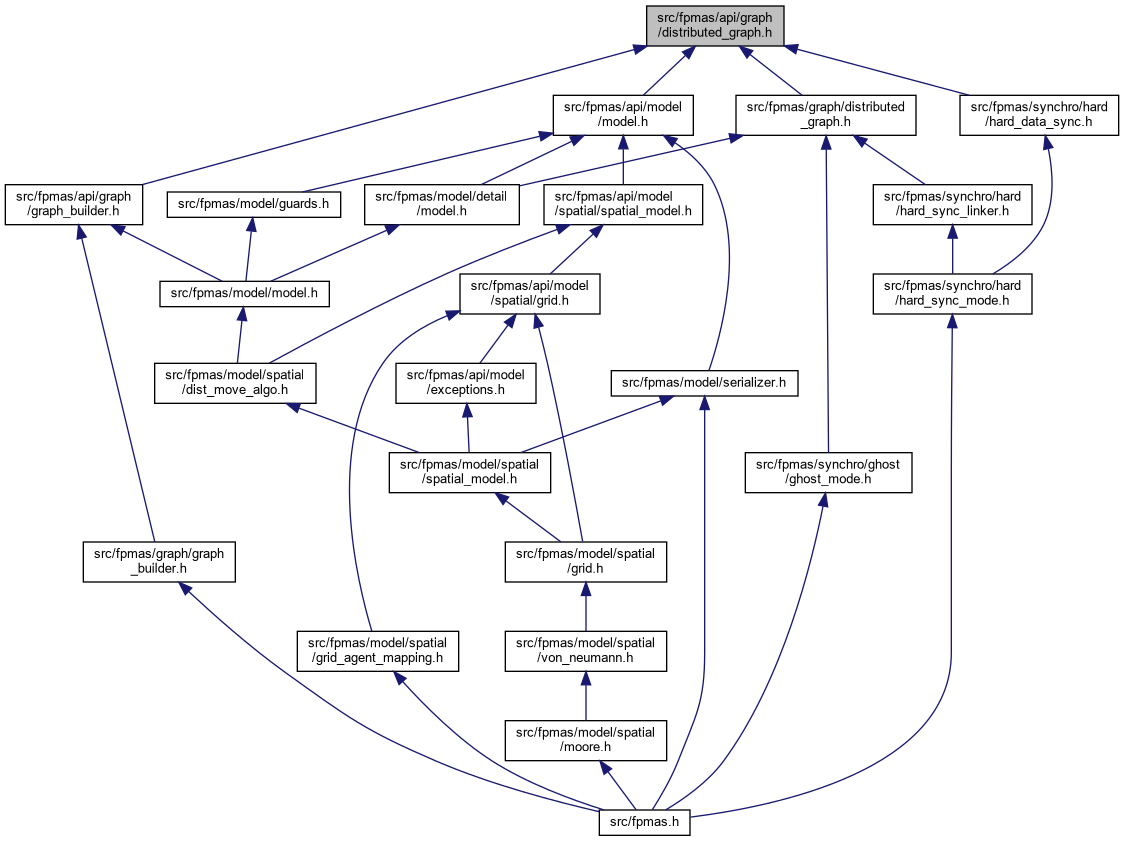 src/fpmas/api/graph
/distributed_graph.h
src/fpmas/api/model
/model.h
src/fpmas/graph/distributed
_graph.h
src/fpmas/synchro/hard
/hard_data_sync.h
src/fpmas/api/graph
/graph_builder.h
src/fpmas/model/guards.h
src/fpmas/model/detail
/model.h
src/fpmas/api/model
/spatial/spatial_model.h
src/fpmas/synchro/hard
/hard_sync_linker.h
src/fpmas/model/model.h
src/fpmas/api/model
/spatial/grid.h
src/fpmas/synchro/hard
/hard_sync_mode.h
src/fpmas/model/spatial
/dist_move_algo.h
src/fpmas/api/model
/exceptions.h
src/fpmas/model/serializer.h
src/fpmas/model/spatial
/spatial_model.h
src/fpmas/synchro/ghost
/ghost_mode.h
src/fpmas/graph/graph
_builder.h
src/fpmas/model/spatial
/grid.h
src/fpmas/model/spatial
/grid_agent_mapping.h
src/fpmas/model/spatial
/von_neumann.h
src/fpmas/model/spatial
/moore.h
src/fpmas.h